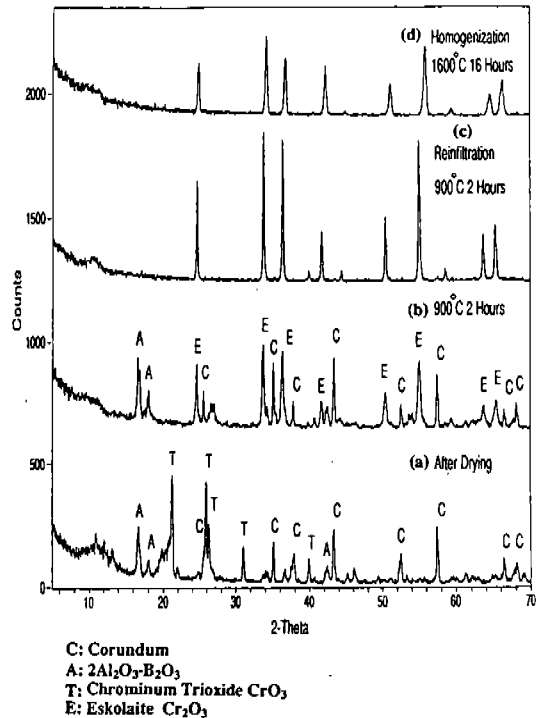 (d) Homogenization
1600°C 16 Hours
2000
(c)
Reinfiltration
900°C 2 Hours
1500
Counts
(b) 900°C 2 Hours
1000
A A E C E C E C E C E C E C E E C C
(a) After Drying
500
A A T C T T T C C T A C C C C C
0
10 20 30 40 50 60 70
2-Theta
C: Corundum
A: 2Al₂O₃-B₂O₃
T: Chrominum Trioxide CrO₃
E: Eskolaite Cr₂O₃